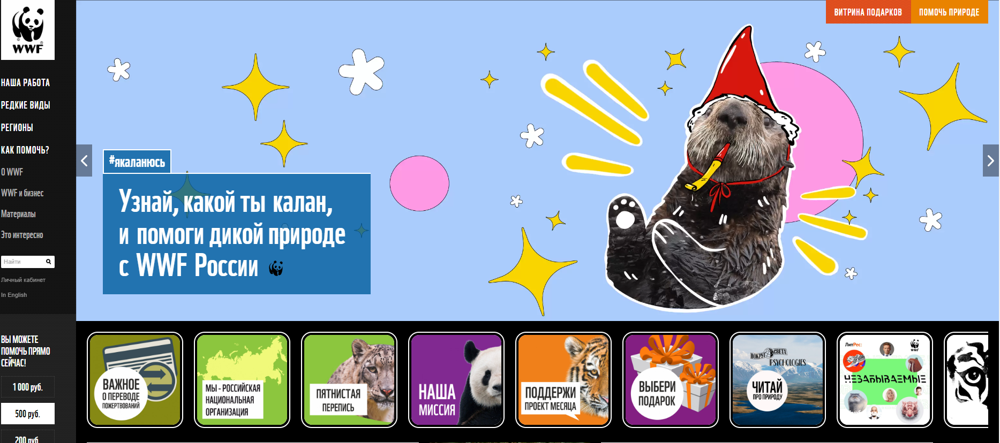 WWF
НАША РАБОТА
РЕДКИЕ ВИДЫ
РЕГИОНЫ
КАК ПОМОЧЬ?
О WWF
WWF и бизнес
Материалы
Это интересно
Найти
Личный кабинет
In English
ВЫ МОЖЕТЕ
ПОМОЧЬ ПРЯМО
СЕЙЧАС!
1 000 руб.
500 руб.
200 руб
ВИТРИНА ПОДАРКОВ
ПОМОЧЬ ПРИРОДЕ
#якаланюсь
Узнай, какой ты калан,
и помоги дикой природе
с WWF России
ВАЖНОЕ
О ПЕРЕВОДЕ
ПОЖЕРТВОВАНИЙ
МЫ - РОССИЙСКАЯ
НАЦИОНАЛЬНАЯ
ОРГАНИЗАЦИЯ
ПЯТНИСТАЯ
ПЕРЕПИСЬ
НАША
МИССИЯ
ПОДДЕРЖИ
ПРОЕКТ МЕСЯЦА
ВЫБЕРИ
ПОДАРОК
ВОКРУГ СВЕТА
PSYCHOLOGIES
ЧИТАЙ
ПРО ПРИРОДУ
ЛитРес:
WWF
НЕЗАБЫВАЕМЫЕ